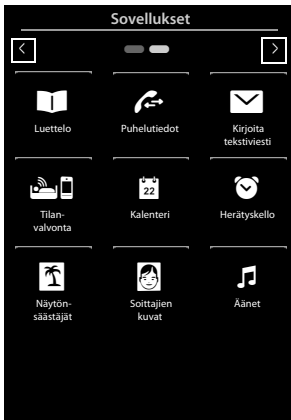 Sovellukset
Luettelo
Puhelutiedot
Kirjoita
tekstiviesti
Tilan-
valvonta
22
Kalenteri
Herätyskello
Näytön-
säästäjät
Soittajien
kuvat
Äänet